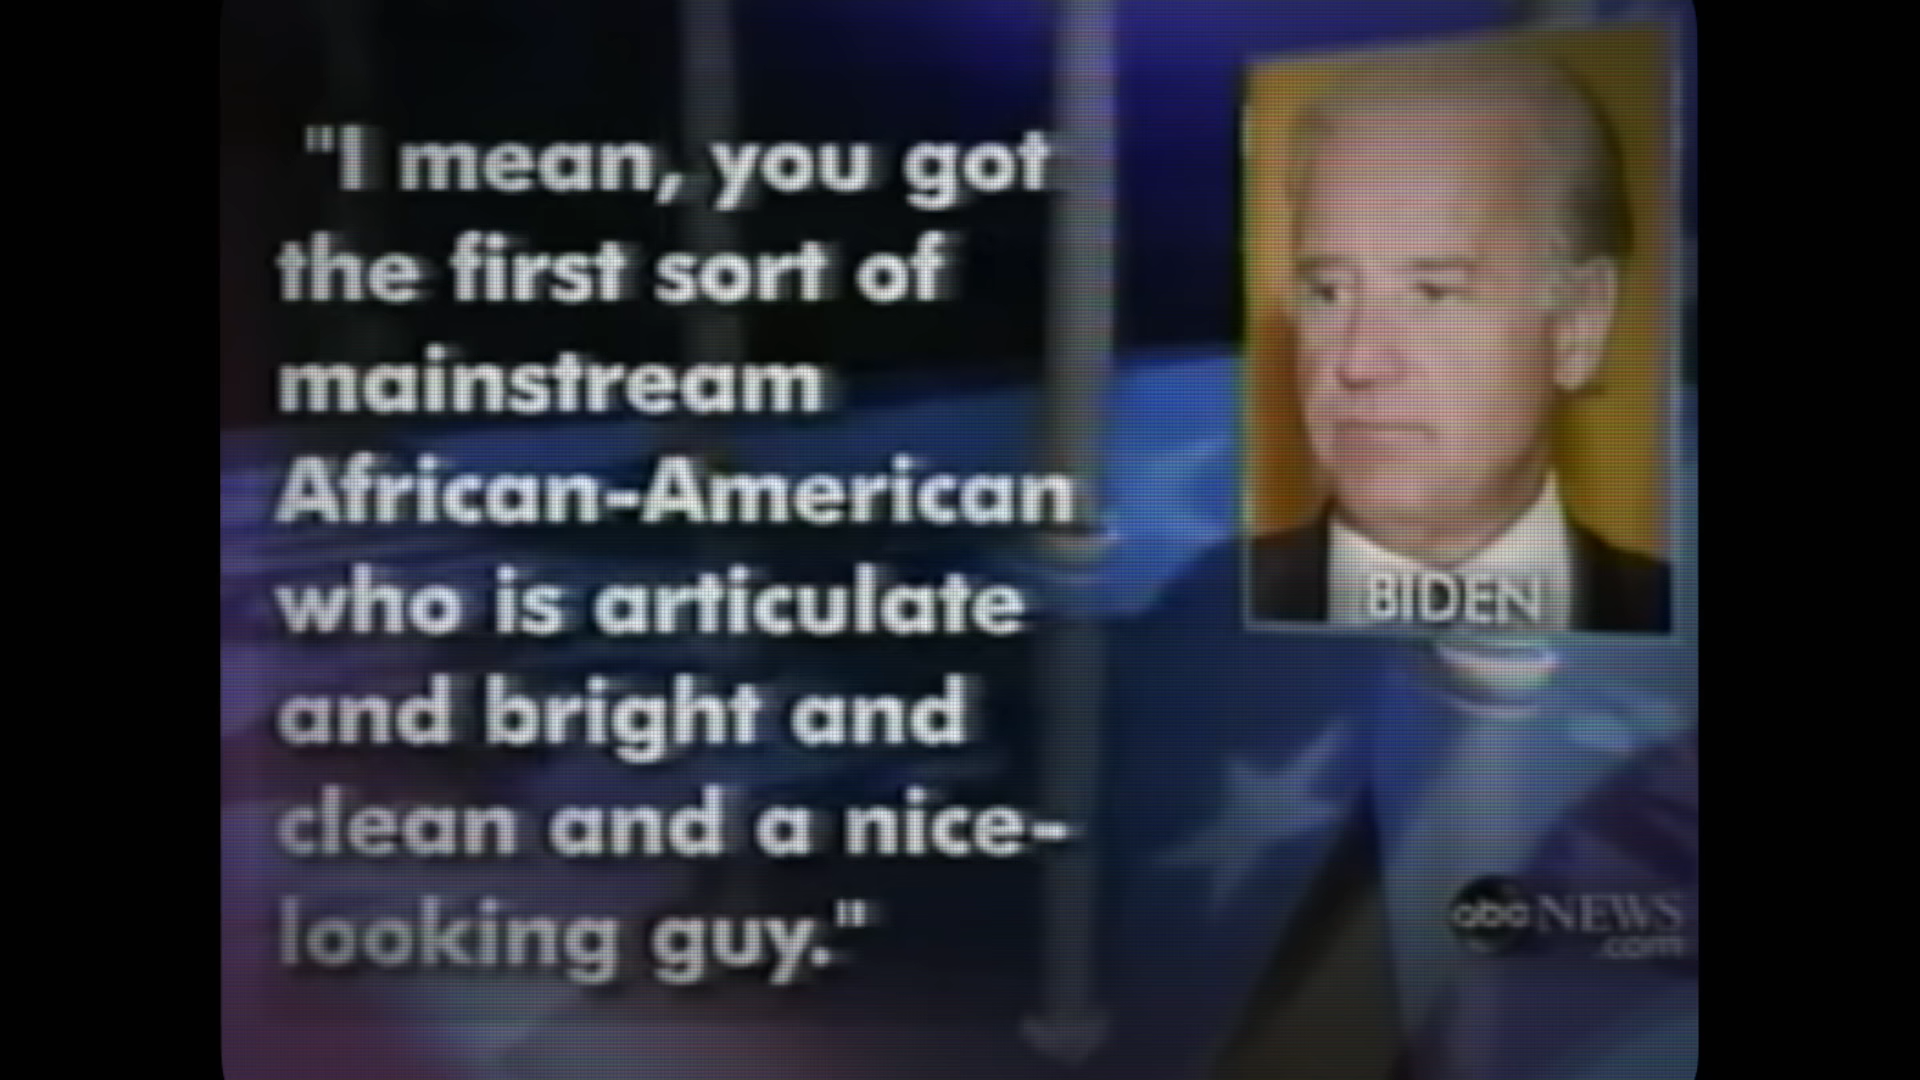 "I mean, you got
the first sort of
mainstream
African-American
who is articulate
and bright and
clean and a nice-
looking guy."
BIDEN
abc NEWS
.com